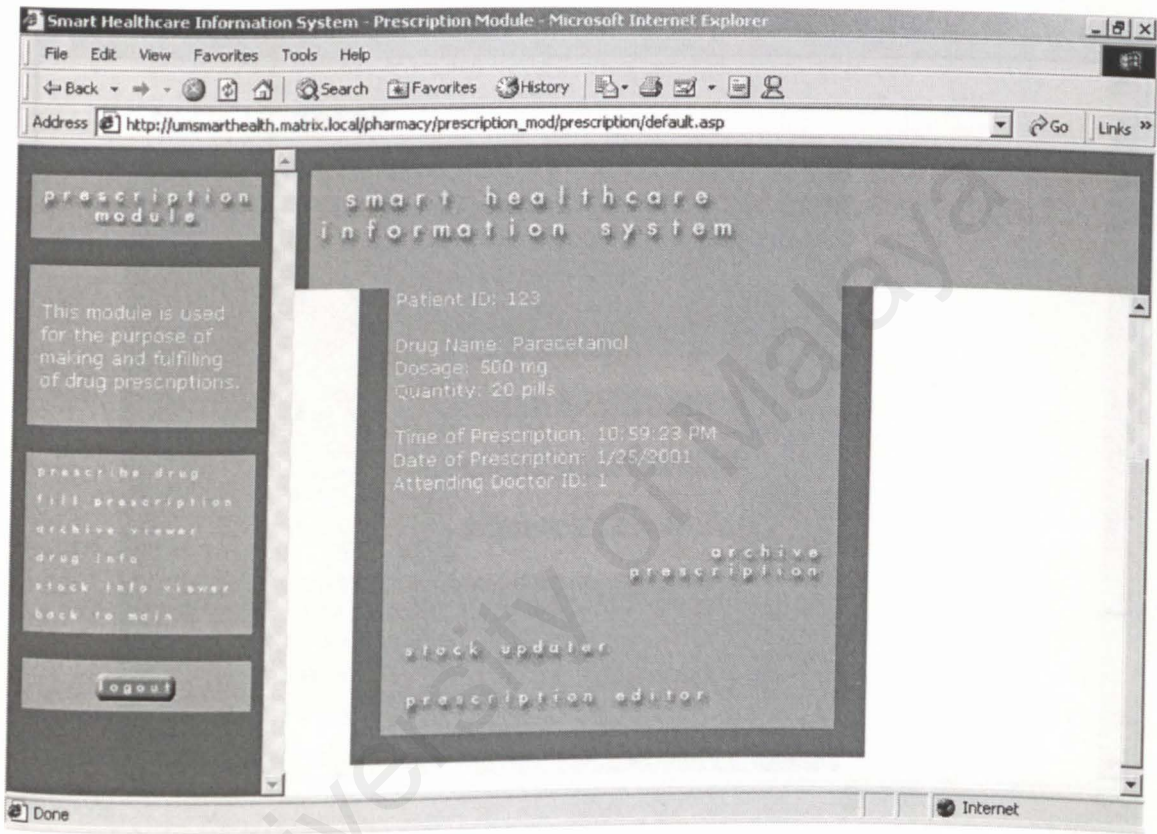 Smart Healthcare Information System - Prescription Module - Microsoft Internet Explorer
File Edit View Favorites Tools Help
Back Search Favorites History
Address http://umsmarthealth.matrix.local/pharmacy/prescription_mod/prescription/default.asp Go Links »
prescription
module
This module is used
for the purpose of
making and fulfilling
of drug prescriptions.
prescribe drug
fill prescription
archive viewer
drug info
stock info viewer
back to main
logout
smart healthcare
information system
Patient ID: 123
Drug Name: Paracetamol
Dosage: 500 mg
Quantity: 20 pills
Time of Prescription: 10:59:23 PM
Date of Prescription: 1/25/2001
Attending Doctor ID: 1
archive
prescription
stock updater
prescription editor
Done Internet
University of Malaya